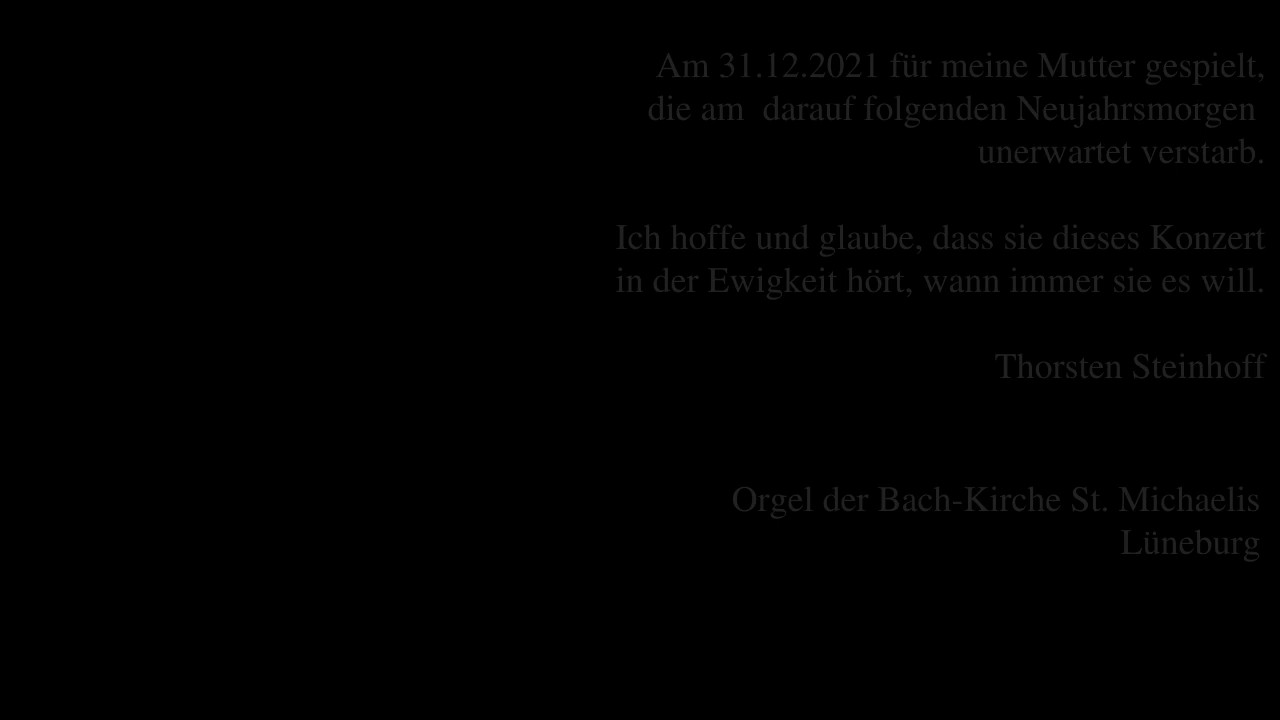 Am 31.12.2021 für meine Mutter gespielt,
die am  darauf folgenden Neujahrsmorgen
unerwartet verstarb.
Ich hoffe und glaube, dass sie dieses Konzert
in der Ewigkeit hört, wann immer sie es will.
Thorsten Steinhoff
Orgel der Bach-Kirche St. Michaelis
Lüneburg